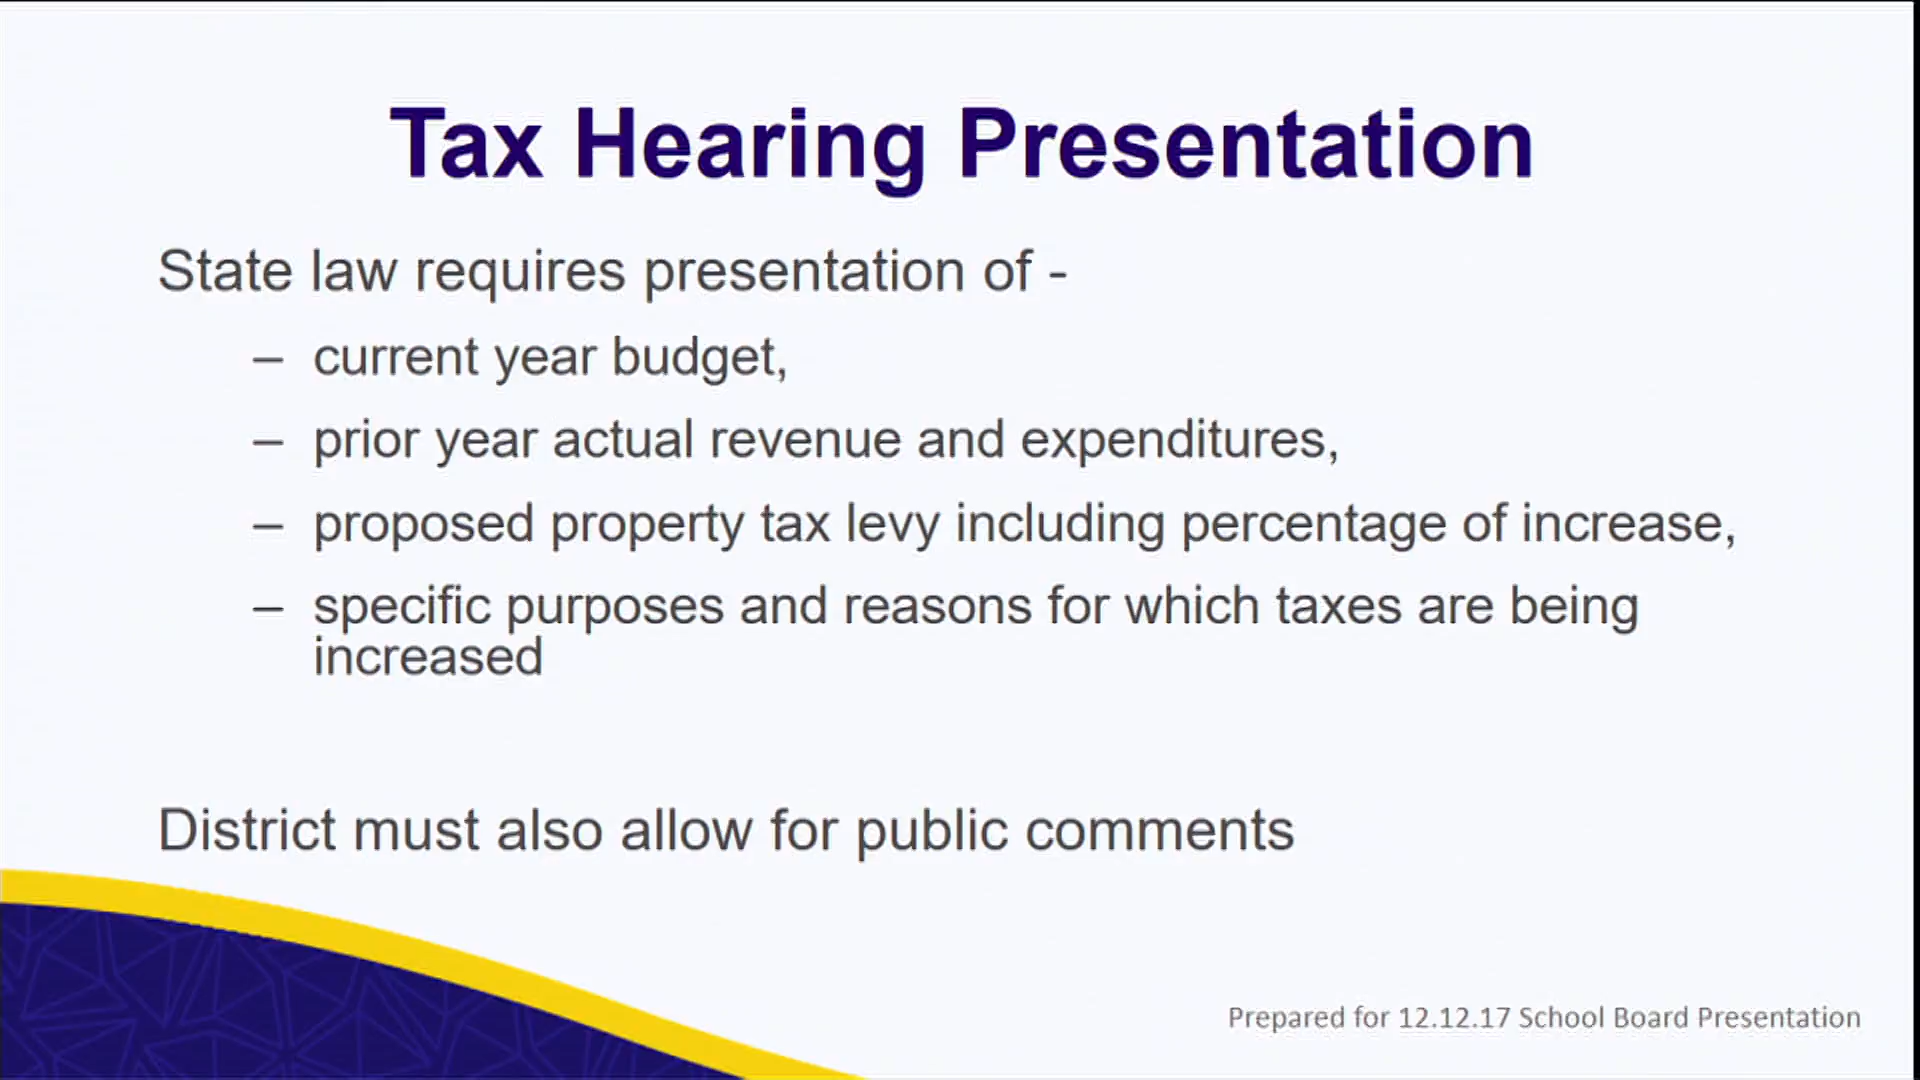 Tax Hearing Presentation
State law requires presentation of -
– current year budget,
– prior year actual revenue and expenditures,
– proposed property tax levy including percentage of increase,
– specific purposes and reasons for which taxes are being
increased
District must also allow for public comments
Prepared for 12.12.17 School Board Presentation